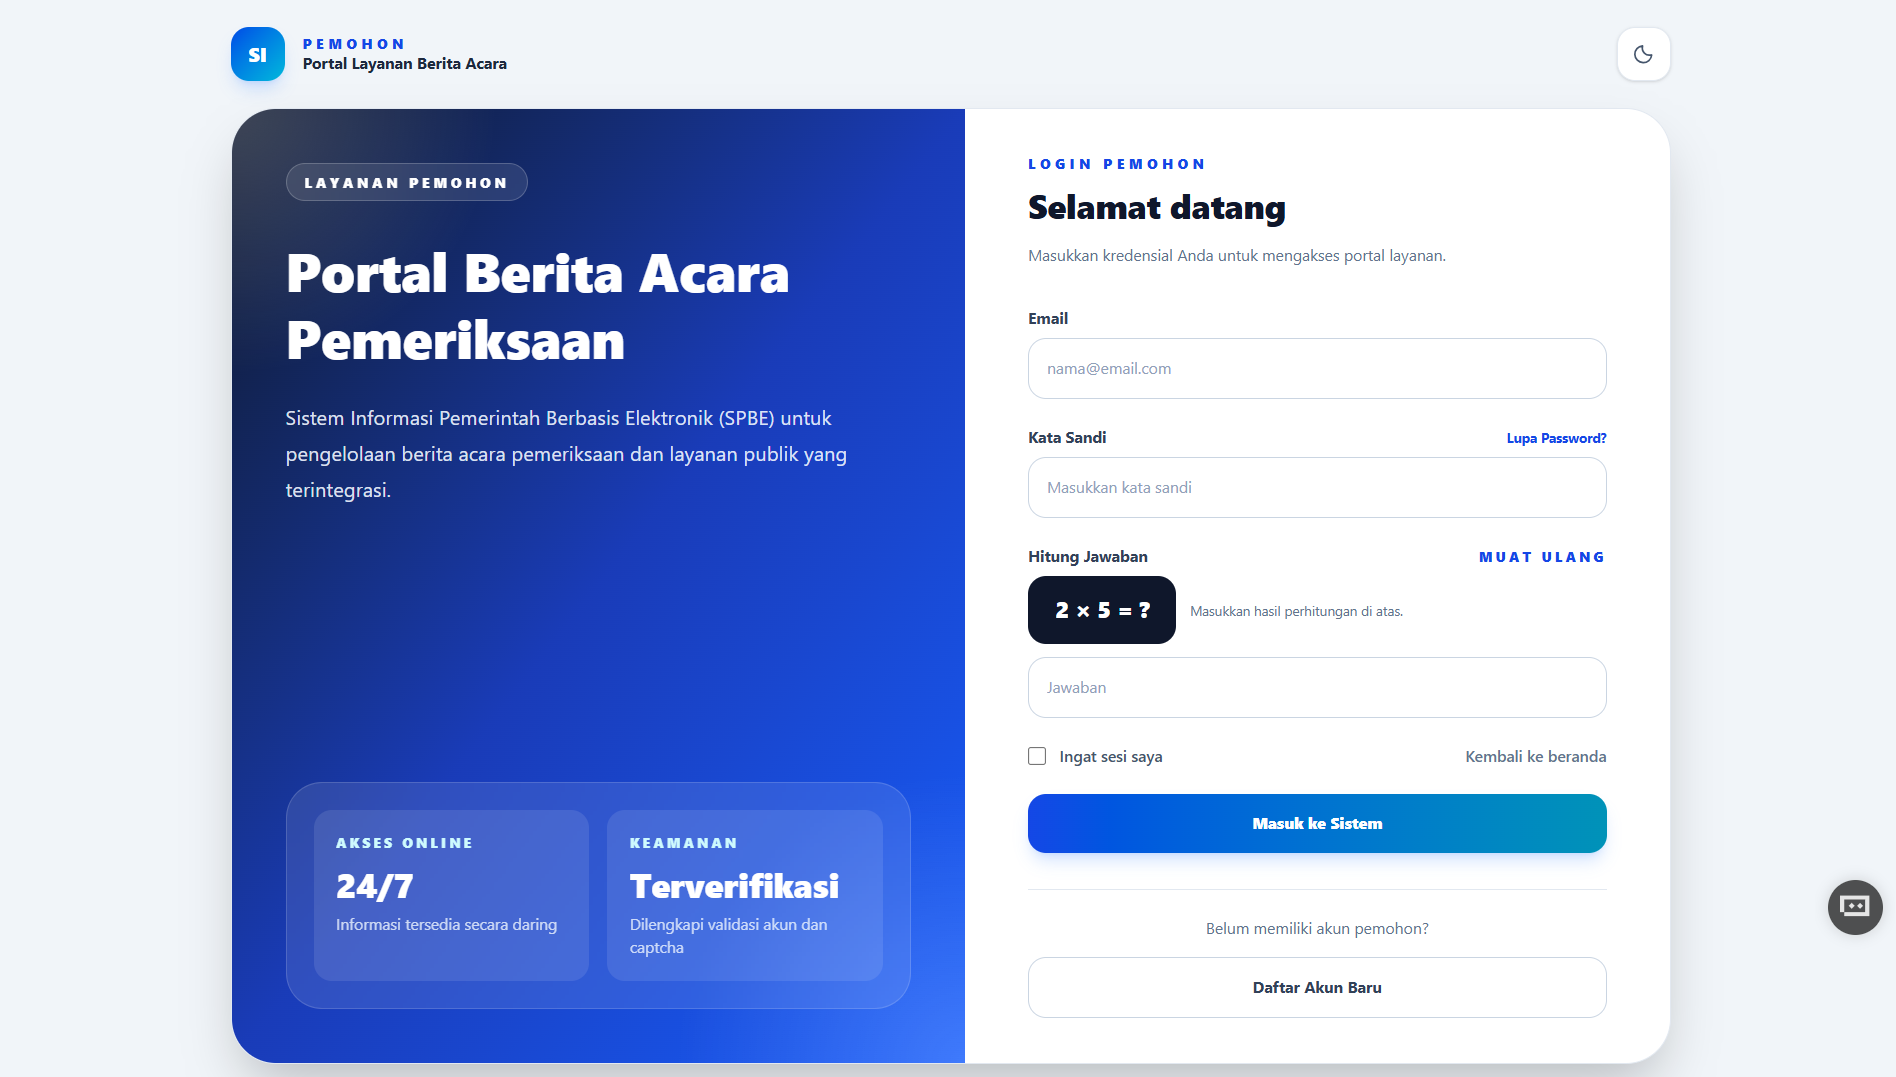 SI
PEMOHON
Portal Layanan Berita Acara
LAYANAN PEMOHON
Portal Berita Acara
Pemeriksaan
Sistem Informasi Pemerintah Berbasis Elektronik (SPBE) untuk
pengelolaan berita acara pemeriksaan dan layanan publik yang
terintegrasi.
AKSES ONLINE
24/7
Informasi tersedia secara daring
KEAMANAN
Terverifikasi
Dilengkapi validasi akun dan
captcha
LOGIN PEMOHON
Selamat datang
Masukkan kredensial Anda untuk mengakses portal layanan.
Email
nama@email.com
Kata Sandi
Lupa Password?
Masukkan kata sandi
Hitung Jawaban
MUAT ULANG
2 × 5 = ?
Masukkan hasil perhitungan di atas.
Jawaban
Ingat sesi saya
Kembali ke beranda
Masuk ke Sistem
Belum memiliki akun pemohon?
Daftar Akun Baru